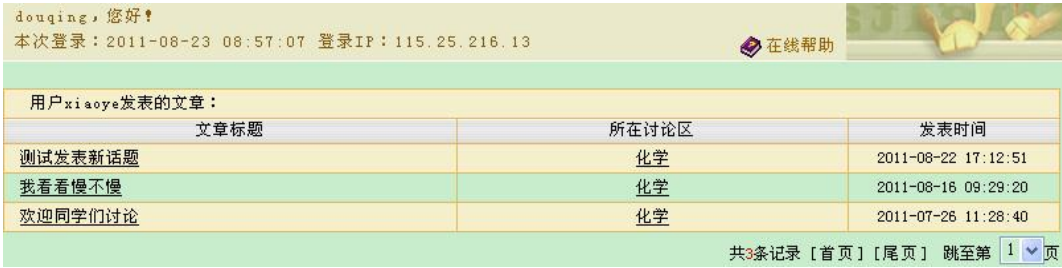 douqing，您好！
本次登录：2011-08-23 08:57:07 登录IP：115.25.216.13
在线帮助
用户xiaoye发表的文章：
文章标题 所在讨论区 发表时间
测试发表新话题 化学 2011-08-22 17:12:51
我看看慢不慢 化学 2011-08-16 09:29:20
欢迎同学们讨论 化学 2011-07-26 11:28:40
共3条记录 [首页] [尾页] 跳至第 1 页